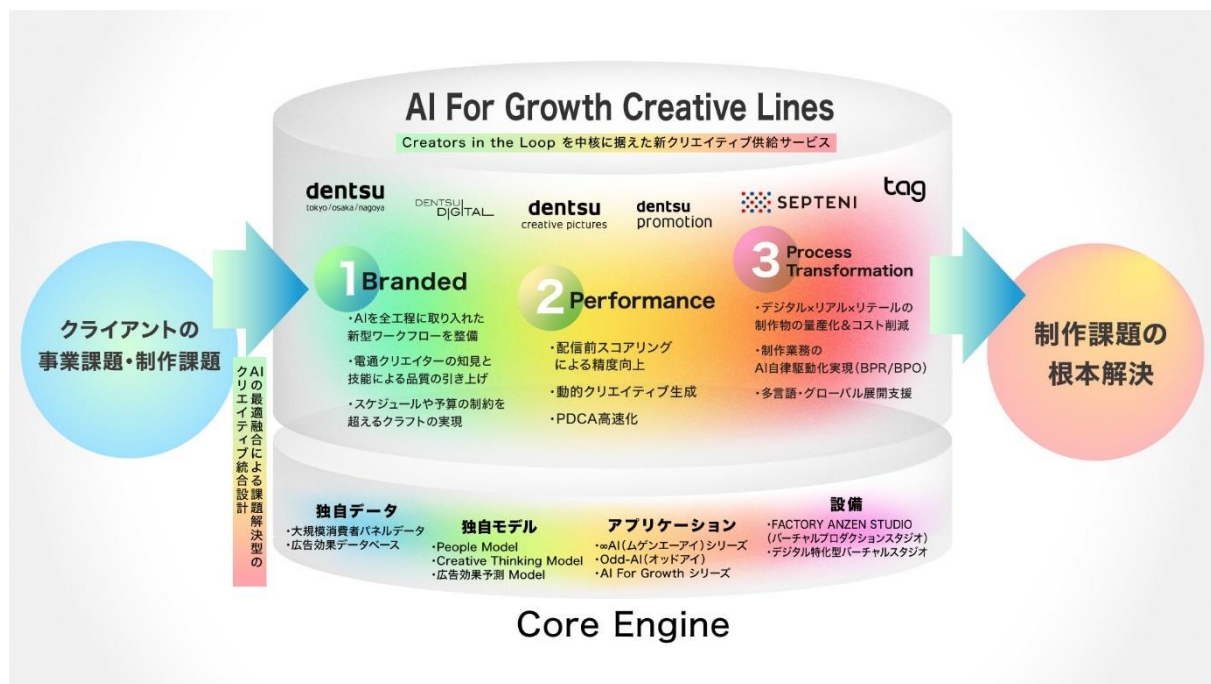 AI For Growth Creative Lines
Creators in the Loop を中核に据えた新クリエイティブ供給サービス
dentsu
tokyo/osaka/nagoya
DENTSU
DIGITAL
dentsu
creative pictures
dentsu
promotion
SEPTENI
tag
クライアントの
事業課題・制作課題
AIの最適融合による課題解決型の
クリエイティブ統合設計
1 Branded
・AIを全工程に取り入れた
新型ワークフローを整備
・電通クリエイターの知見と
技能による品質の引き上げ
・スケジュールや予算の制約を
超えるクラフトの実現
2 Performance
・配信前スコアリング
による精度向上
・動的クリエイティブ生成
・PDCA高速化
3 Process
Transformation
・デジタル×リアル×リテールの
制作物の量産化&コスト削減
・制作業務の
AI自律駆動化実現(BPR/BPO)
・多言語・グローバル展開支援
制作課題の
根本解決
独自データ
・大規模消費者パネルデータ
・広告効果データベース
独自モデル
・People Model
・Creative Thinking Model
・広告効果予測 Model
アプリケーション
・∞AI(ムゲンエーアイ)シリーズ
・Odd-AI(オッドアイ)
・AI For Growth シリーズ
設備
・FACTORY ANZEN STUDIO
(バーチャルプロダクションスタジオ)
・デジタル特化型バーチャルスタジオ
Core Engine